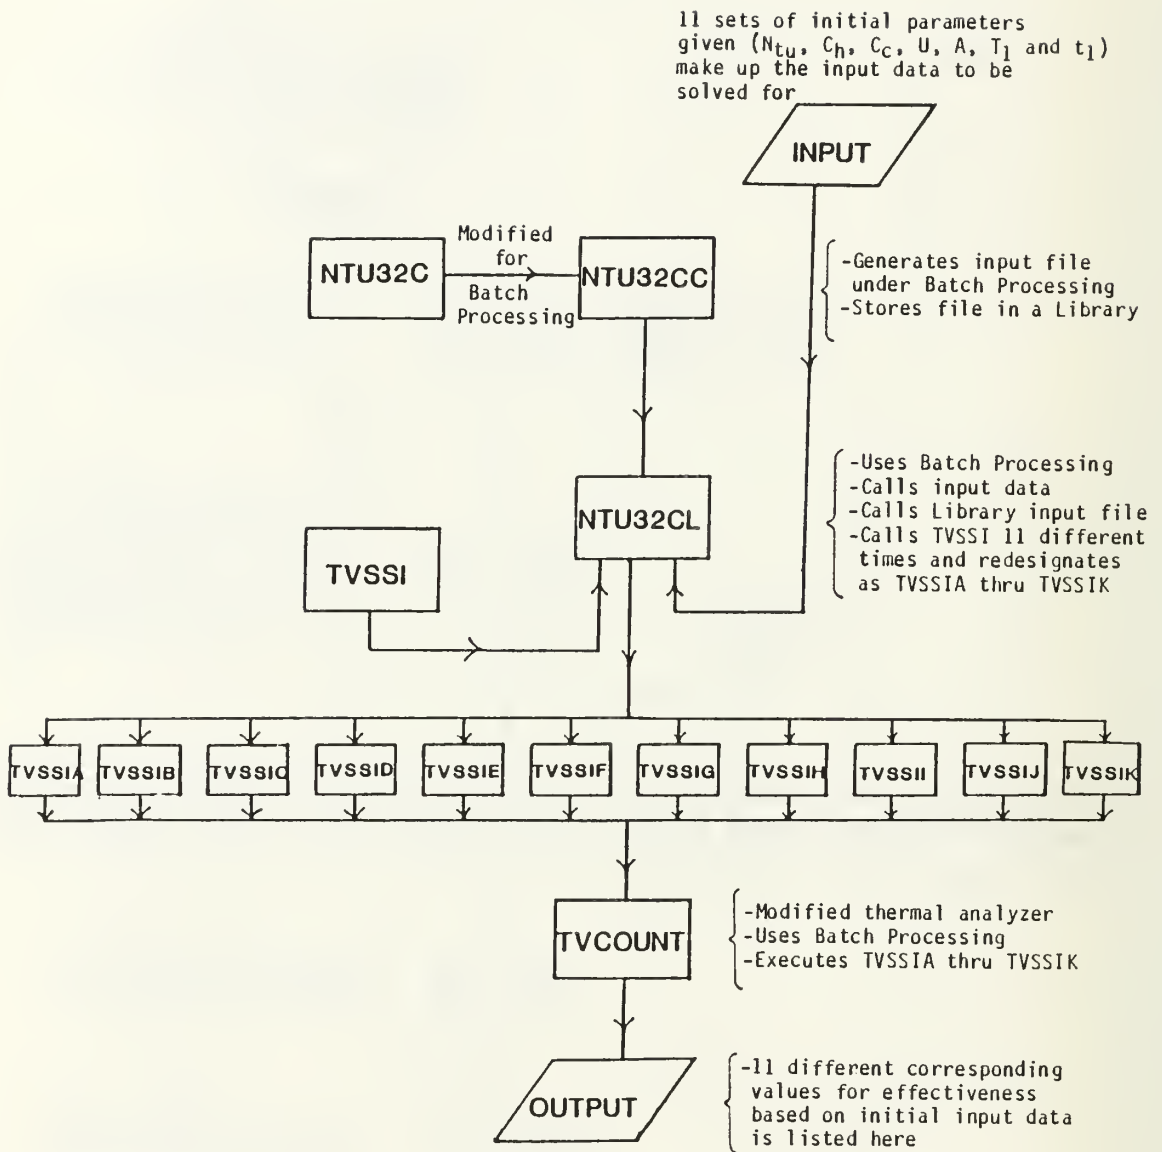 11 sets of initial parameters
given (Ntu, Ch, Cc, U, A, T1 and t1)
make up the input data to be
solved for
INPUT
NTU32C
Modified
for
Batch
Processing
NTU32CC
-Generates input file
under Batch Processing
-Stores file in a Library
NTU32CL
-Uses Batch Processing
-Calls input data
-Calls Library input file
-Calls TVSSI 11 different
times and redesignates
as TVSSIA thru TVSSIK
TVSSI
TVSSIA
TVSSIB
TVSSIC
TVSSID
TVSSIE
TVSSIF
TVSSIG
TVSSIH
TVSSII
TVSSIJ
TVSSIK
TVCOUNT
-Modified thermal analyzer
-Uses Batch Processing
-Executes TVSSIA thru TVSSIK
OUTPUT
-11 different corresponding
values for effectiveness
based on initial input data
is listed here